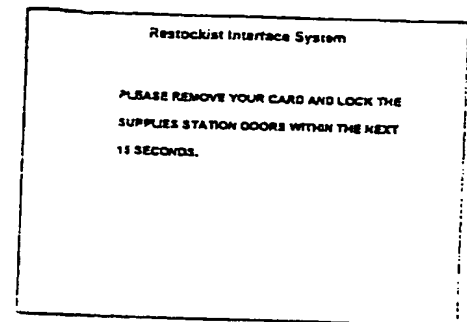 Restockist Interface System
PLEASE REMOVE YOUR CARD AND LOCK THE
SUPPLIES STATION DOORS WITHIN THE NEXT
15 SECONDS.